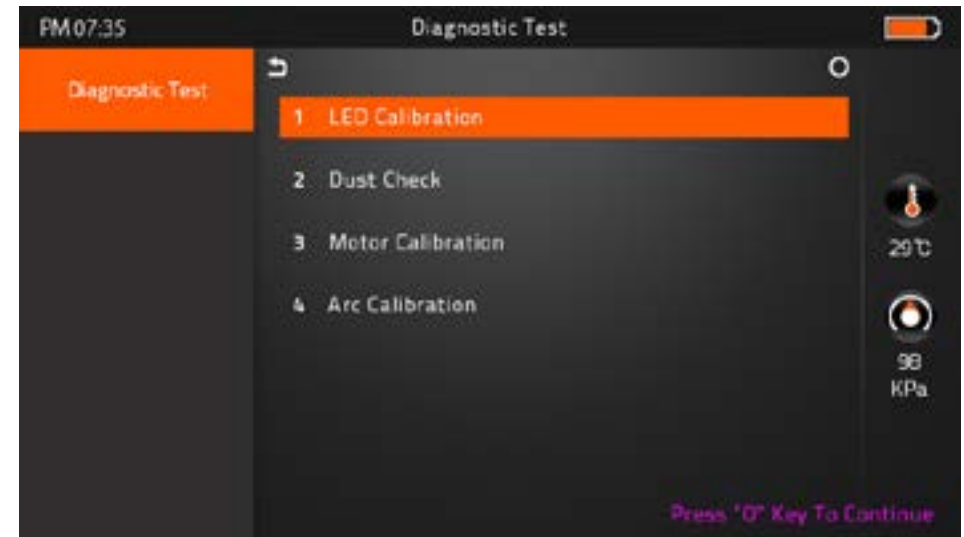 PM 07:35
Diagnostic Test
Diagnostic Test
1 LED Calibration
2 Dust Check
3 Motor Calibration
4 Arc Calibration
29℃
98
KPa
Press "O" Key To Continue